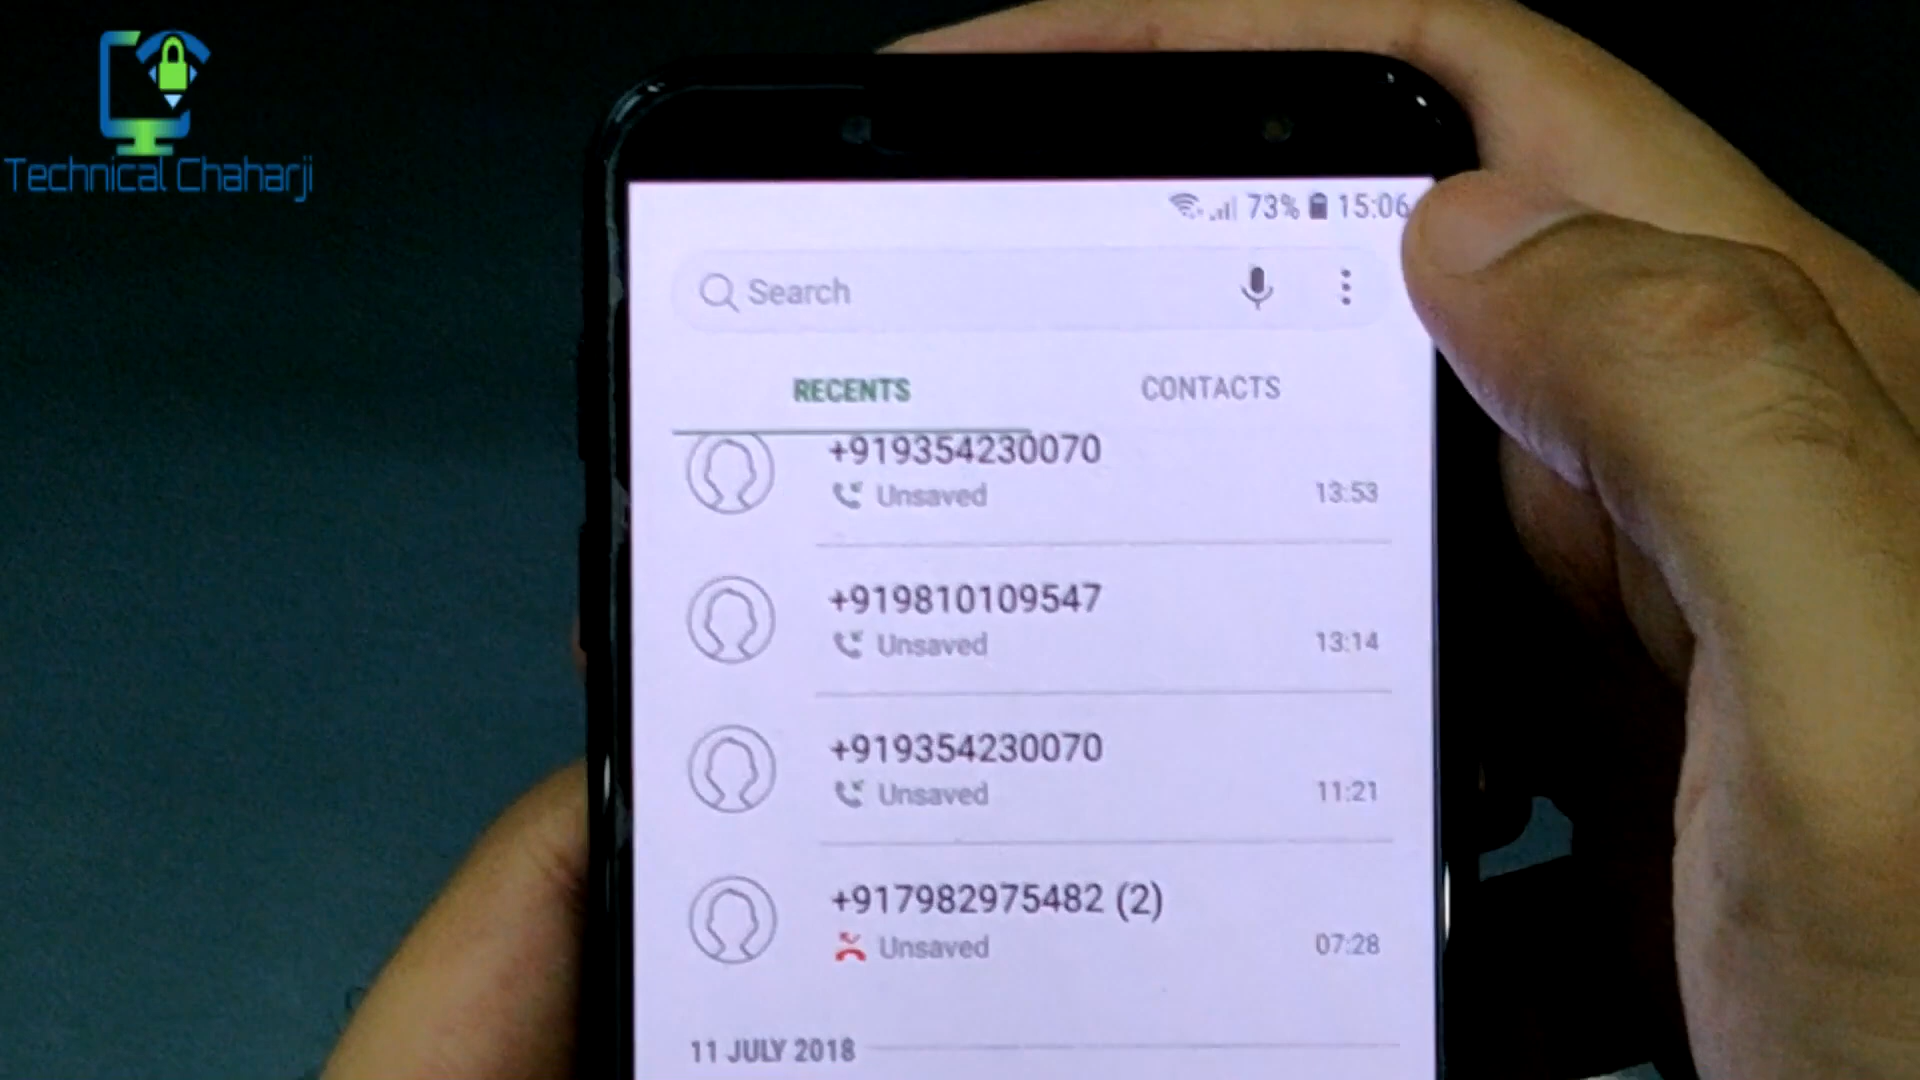 Technical Chaharji
73% 15:06
Search
RECENTS CONTACTS
+919354230070
Unsaved 13:53
+919810109547
Unsaved 13:14
+919354230070
Unsaved 11:21
+917982975482 (2)
Unsaved 07:28
11 JULY 2018